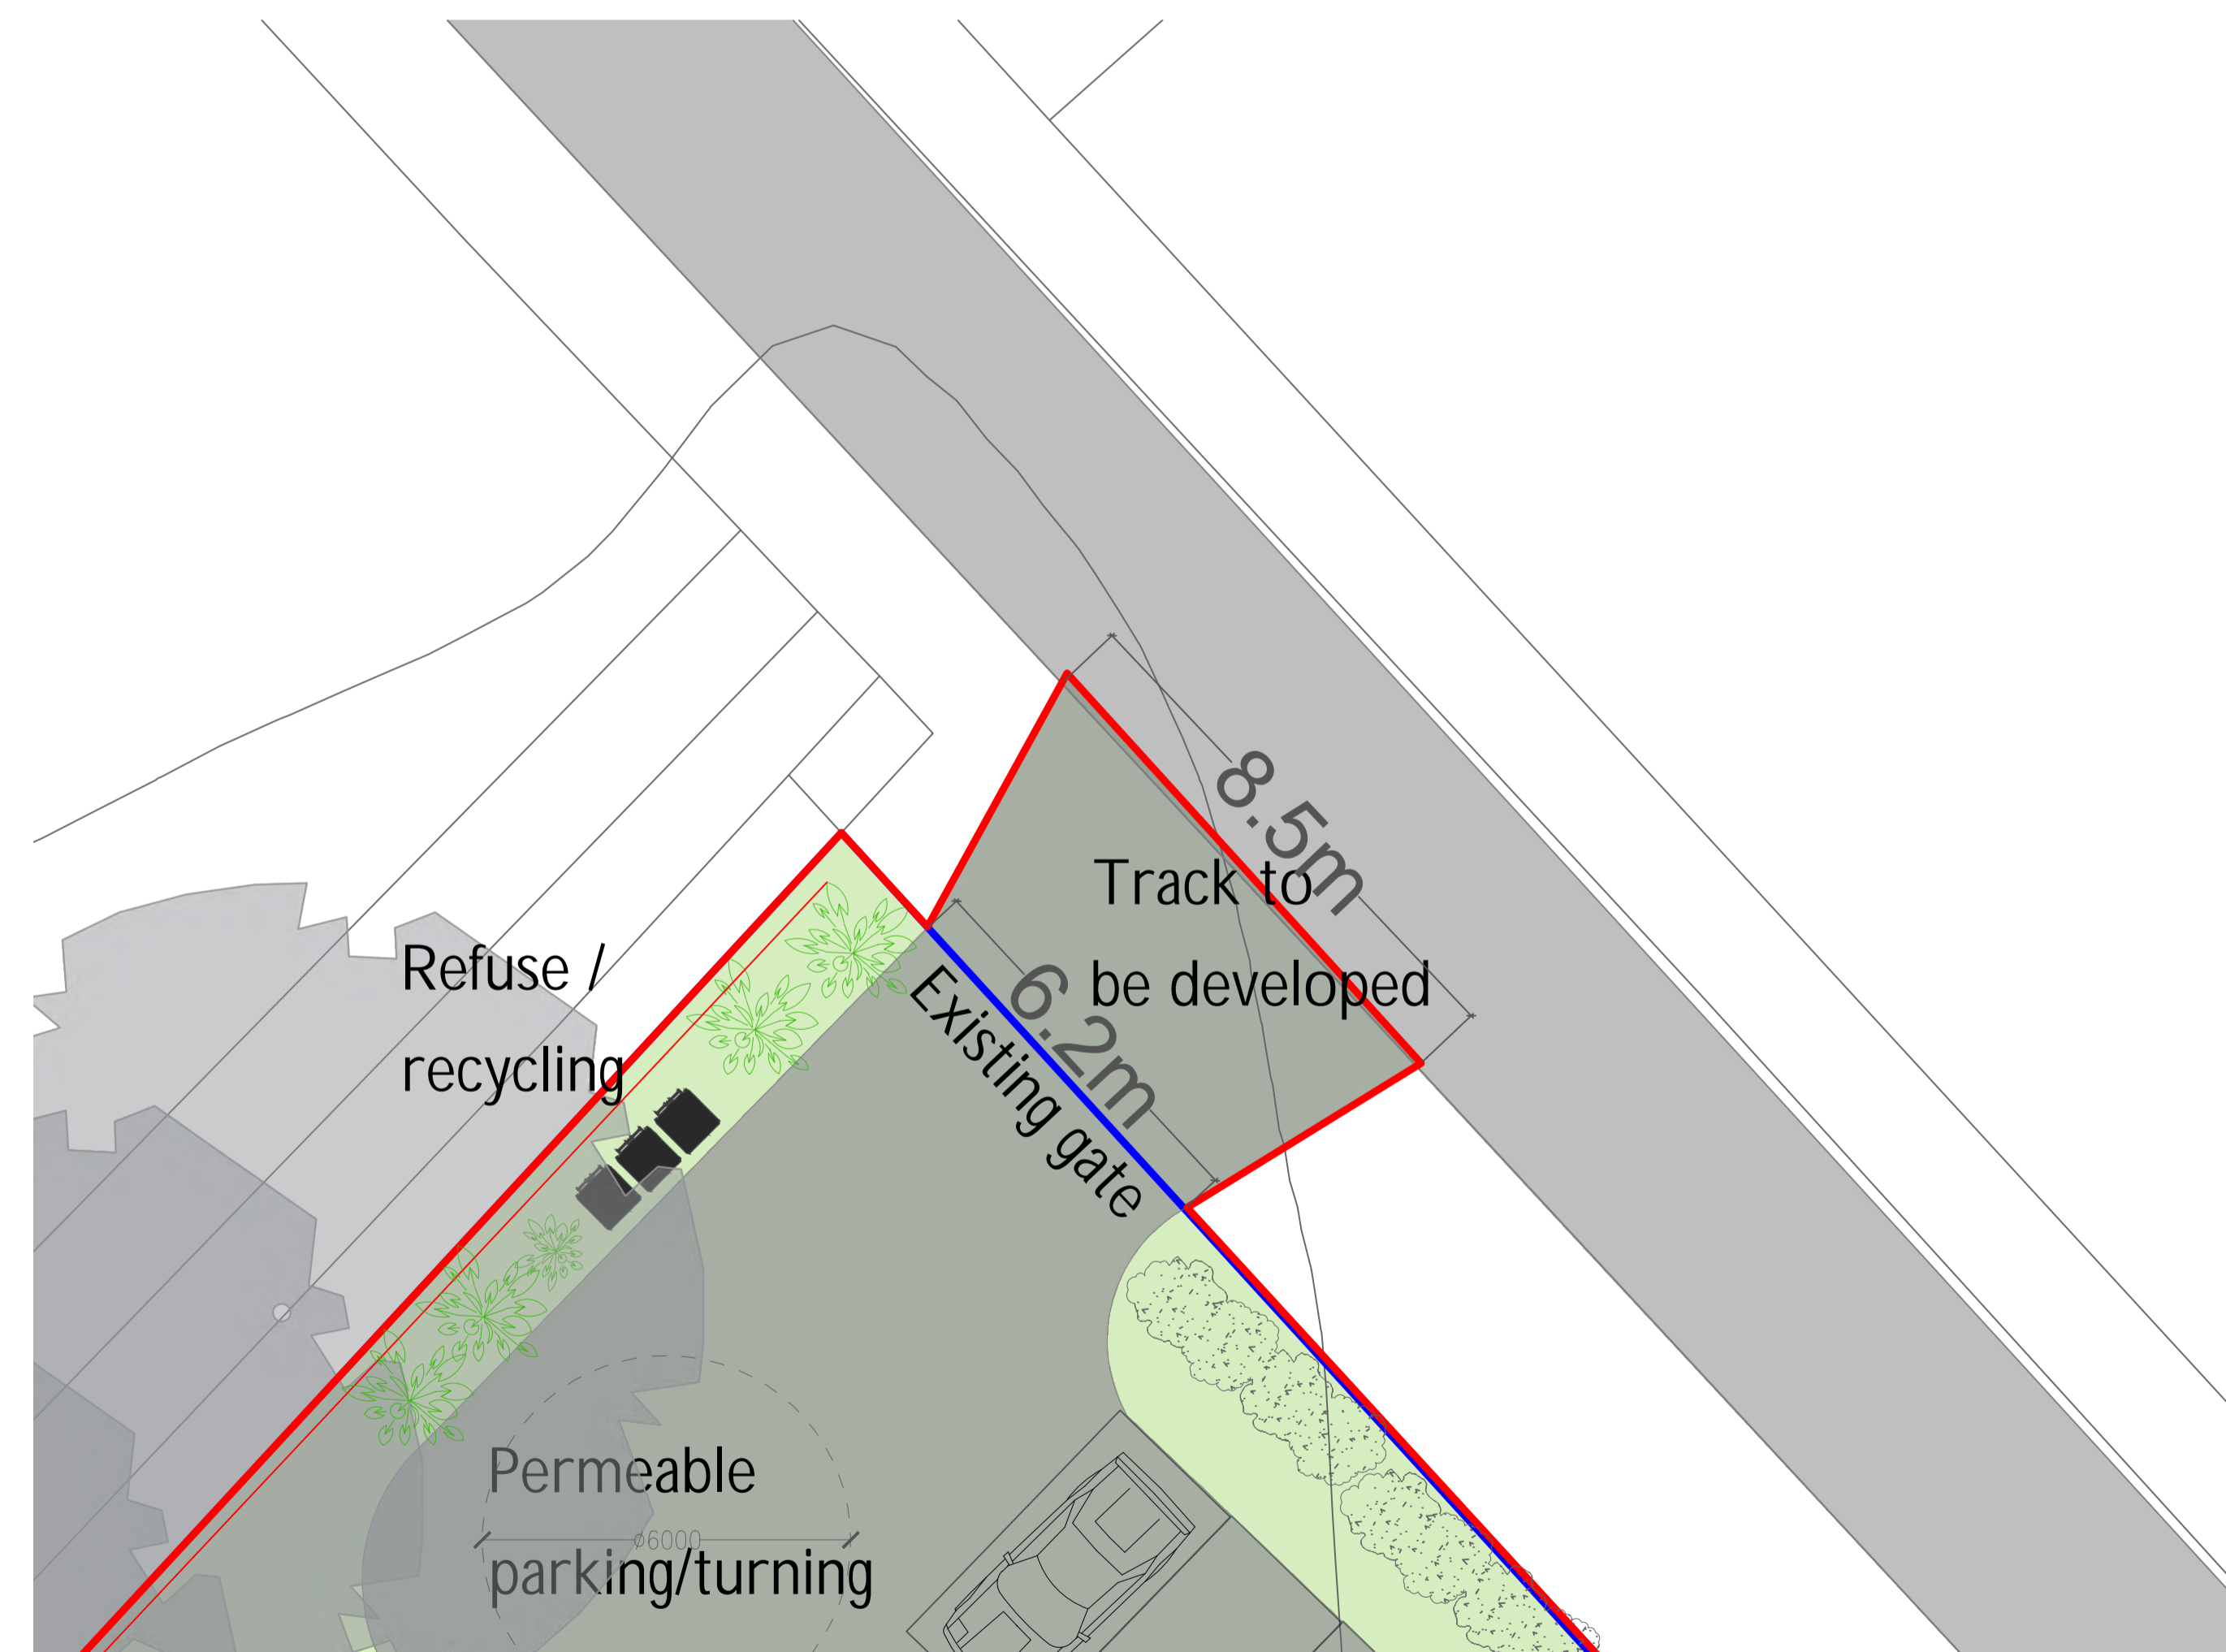 8.5m
Track to
be developed
Refuse /
recycling
6.2m
Existing gate
Permeable
ø6000
parking/turning